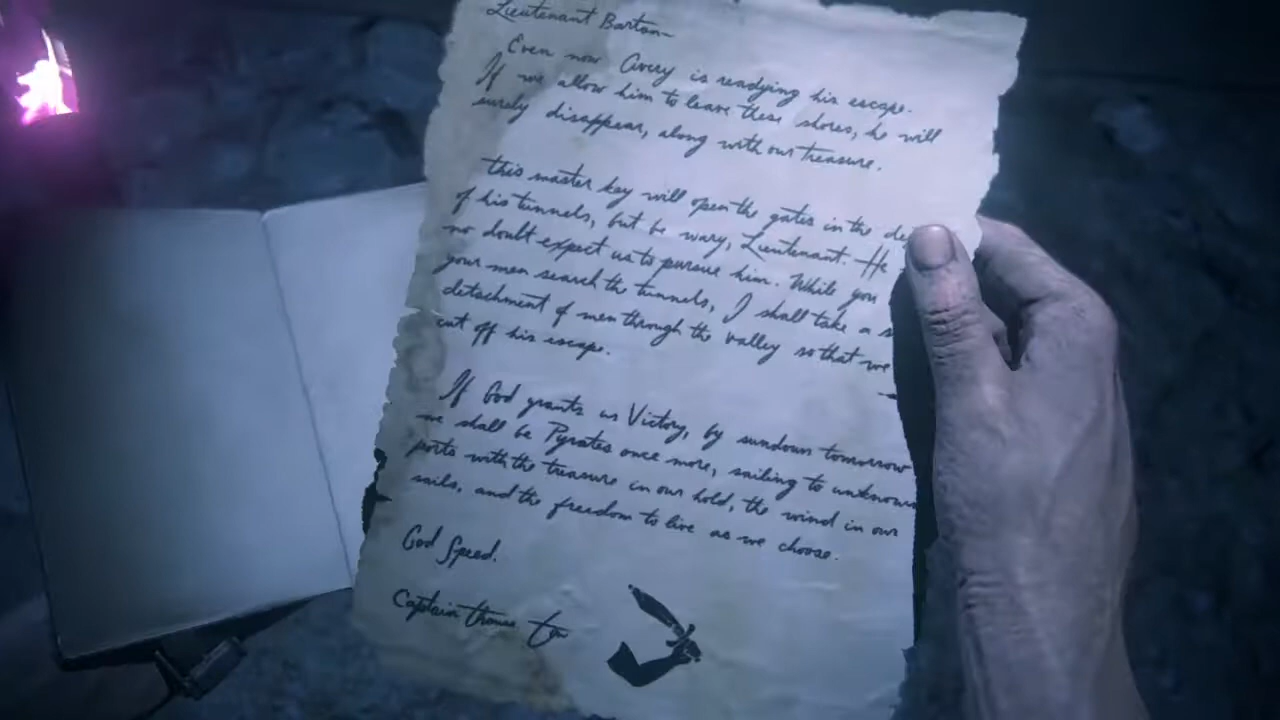 Lieutenant Barton
Even now Avery is readying his escape.
If we allow him to leave these shores, he will
surely disappear, along with our treasure.
this master key will open the gates in the de
of his tunnels, but be wary, Lieutenant. He
no doubt expect us to pursue him. While you
your men search the tunnels, I shall take a s
detachment of men through the valley so that we
cut off his escape.
If God grants us Victory, by sundown tomorrow
we shall be Pyrates once more, sailing to unknown
ports with the treasure in our hold, the wind in our
sails, and the freedom to live as we choose.
God Speed.
Captain Thomas Tew